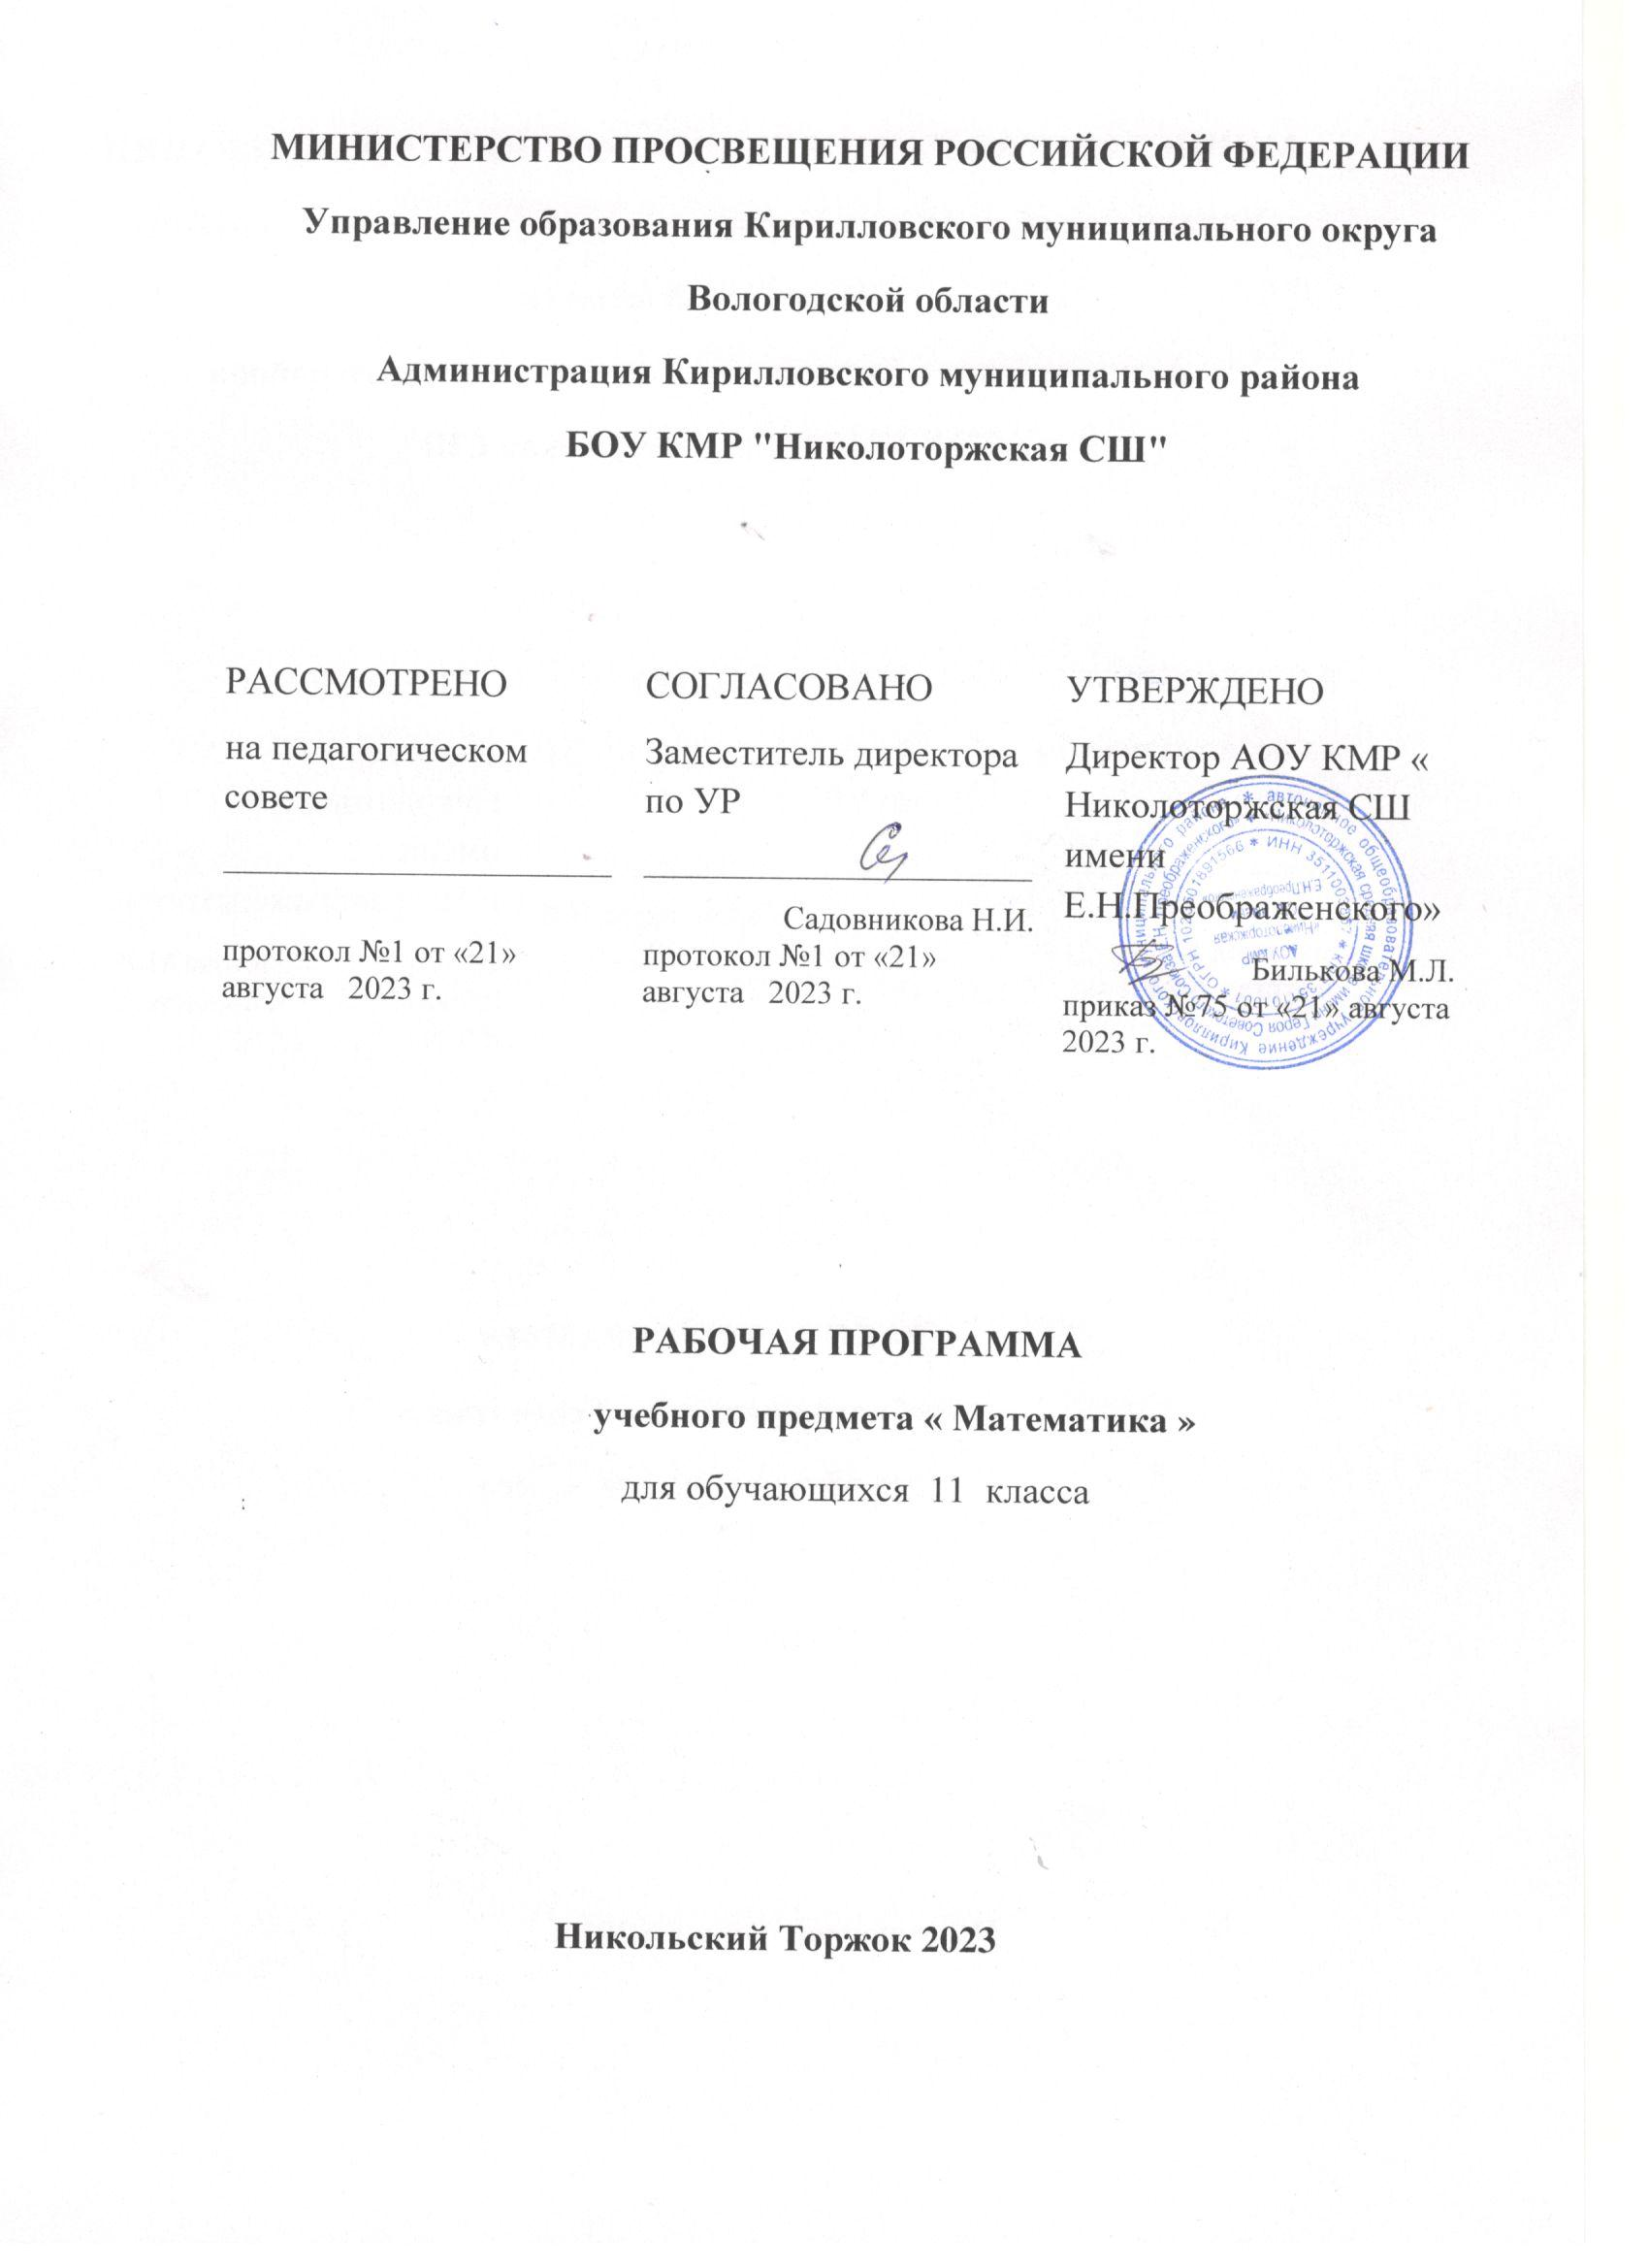 МИНИСТЕРСТВО ПРОСВЕЩЕНИЯ РОССИЙСКОЙ ФЕДЕРАЦИИ
Управление образования Кирилловского муниципального округа
Вологодской области
Администрация Кирилловского муниципального района
БОУ КМР "Николоторжская СШ"
РАССМОТРЕНО
на педагогическом
совете
протокол №1 от «21»
августа 2023 г.
СОГЛАСОВАНО
Заместитель директора
по УР
Садовникова Н.И.
протокол №1 от «21»
августа 2023 г.
УТВЕРЖДЕНО
Директор АОУ КМР «
Николоторжская СШ
имени
Е.Н.Преображенского»
Билькова М.Л.
приказ №75 от «21» августа
2023 г.
РАБОЧАЯ ПРОГРАММА
учебного предмета « Математика »
для обучающихся 11 класса
Никольский Торжок 2023